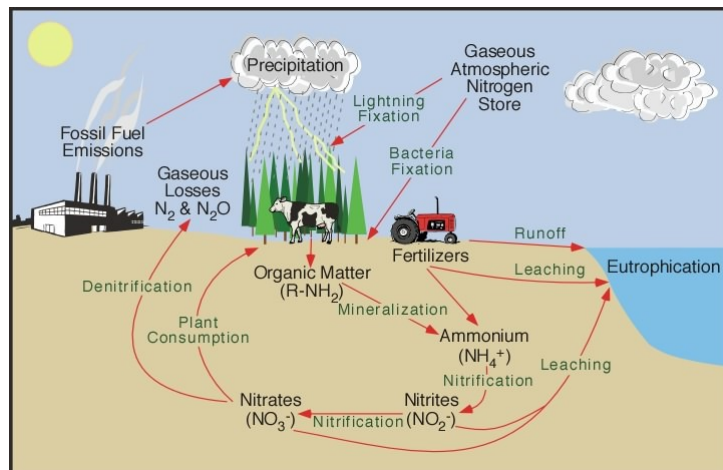 Precipitation
Gaseous
Atmospheric
Nitrogen
Store
Lightning
Fixation
Fossil Fuel
Emissions
Bacteria
Fixation
Gaseous
Losses
N₂ & N₂O
Runoff
Fertilizers
Leaching
Eutrophication
Organic Matter
(R-NH₂)
Denitrification
Mineralization
Plant
Consumption
Ammonium
(NH₄⁺)
Leaching
Nitrification
Nitrates
(NO₃⁻)
Nitrification
Nitrites
(NO₂⁻)